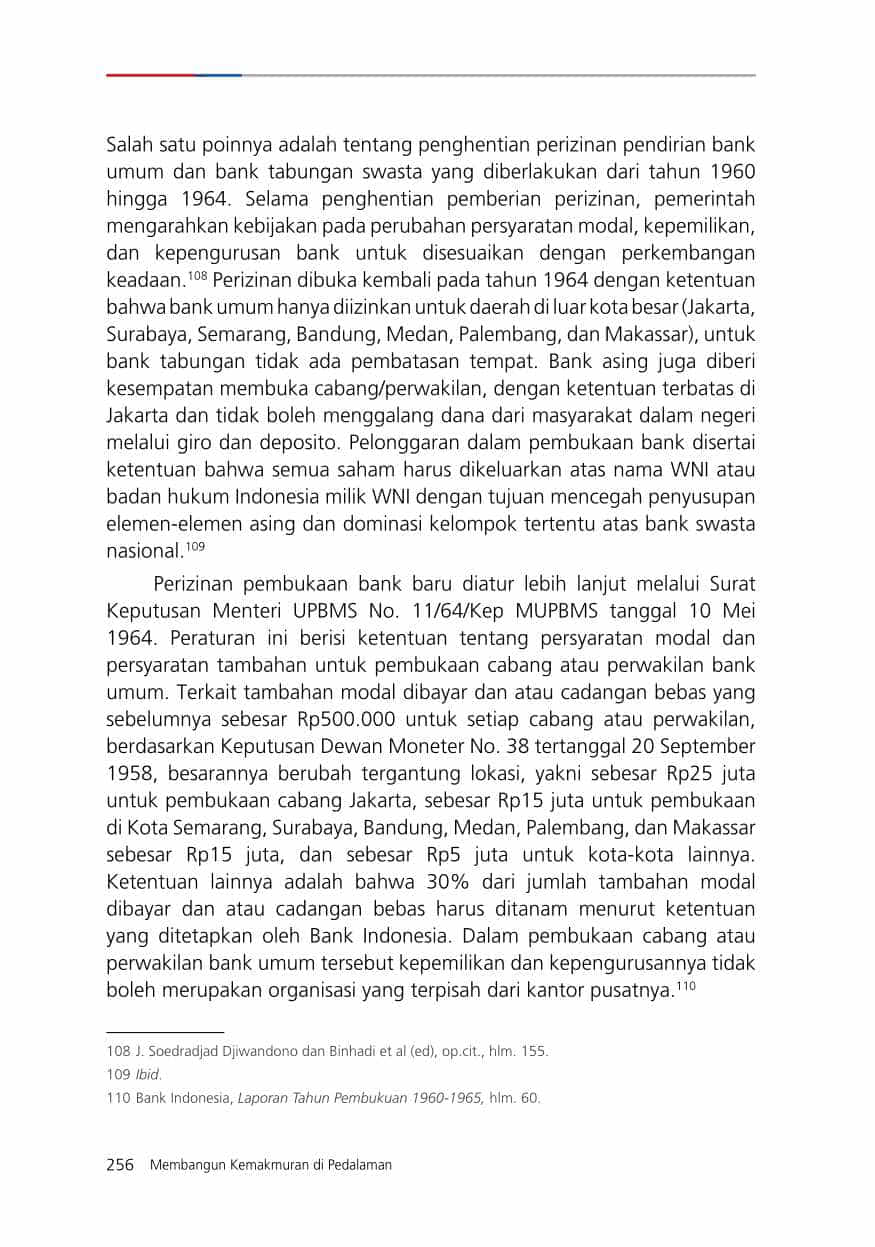 Salah satu poinnya adalah tentang penghentian perizinan pendirian bank
umum dan bank tabungan swasta yang diberlakukan dari tahun 1960
hingga 1964. Selama penghentian pemberian perizinan, pemerintah
mengarahkan kebijakan pada perubahan persyaratan modal, kepemilikan,
dan kepengurusan bank untuk disesuaikan dengan perkembangan
keadaan.108 Perizinan dibuka kembali pada tahun 1964 dengan ketentuan
bahwa bank umum hanya diizinkan untuk daerah di luar kota besar (Jakarta,
Surabaya, Semarang, Bandung, Medan, Palembang, dan Makassar), untuk
bank tabungan tidak ada pembatasan tempat. Bank asing juga diberi
kesempatan membuka cabang/perwakilan, dengan ketentuan terbatas di
Jakarta dan tidak boleh menggalang dana dari masyarakat dalam negeri
melalui giro dan deposito. Pelonggaran dalam pembukaan bank disertai
ketentuan bahwa semua saham harus dikeluarkan atas nama WNI atau
badan hukum Indonesia milik WNI dengan tujuan mencegah penyusupan
elemen-elemen asing dan dominasi kelompok tertentu atas bank swasta
nasional.109
Perizinan pembukaan bank baru diatur lebih lanjut melalui Surat
Keputusan Menteri UPBMS No. 11/64/Kep MUPBMS tanggal 10 Mei
1964. Peraturan ini berisi ketentuan tentang persyaratan modal dan
persyaratan tambahan untuk pembukaan cabang atau perwakilan bank
umum. Terkait tambahan modal dibayar dan atau cadangan bebas yang
sebelumnya sebesar Rp500.000 untuk setiap cabang atau perwakilan,
berdasarkan Keputusan Dewan Moneter No. 38 tertanggal 20 September
1958, besarannya berubah tergantung lokasi, yakni sebesar Rp25 juta
untuk pembukaan cabang Jakarta, sebesar Rp15 juta untuk pembukaan
di Kota Semarang, Surabaya, Bandung, Medan, Palembang, dan Makassar
sebesar Rp15 juta, dan sebesar Rp5 juta untuk kota-kota lainnya.
Ketentuan lainnya adalah bahwa 30% dari jumlah tambahan modal
dibayar dan atau cadangan bebas harus ditanam menurut ketentuan
yang ditetapkan oleh Bank Indonesia. Dalam pembukaan cabang atau
perwakilan bank umum tersebut kepemilikan dan kepengurusannya tidak
boleh merupakan organisasi yang terpisah dari kantor pusatnya.110
108 J. Soedradjad Djiwandono dan Binhadi et al (ed), op.cit., hlm. 155.
109 Ibid.
110 Bank Indonesia, Laporan Tahun Pembukuan 1960-1965, hlm. 60.
256 Membangun Kemakmuran di Pedalaman